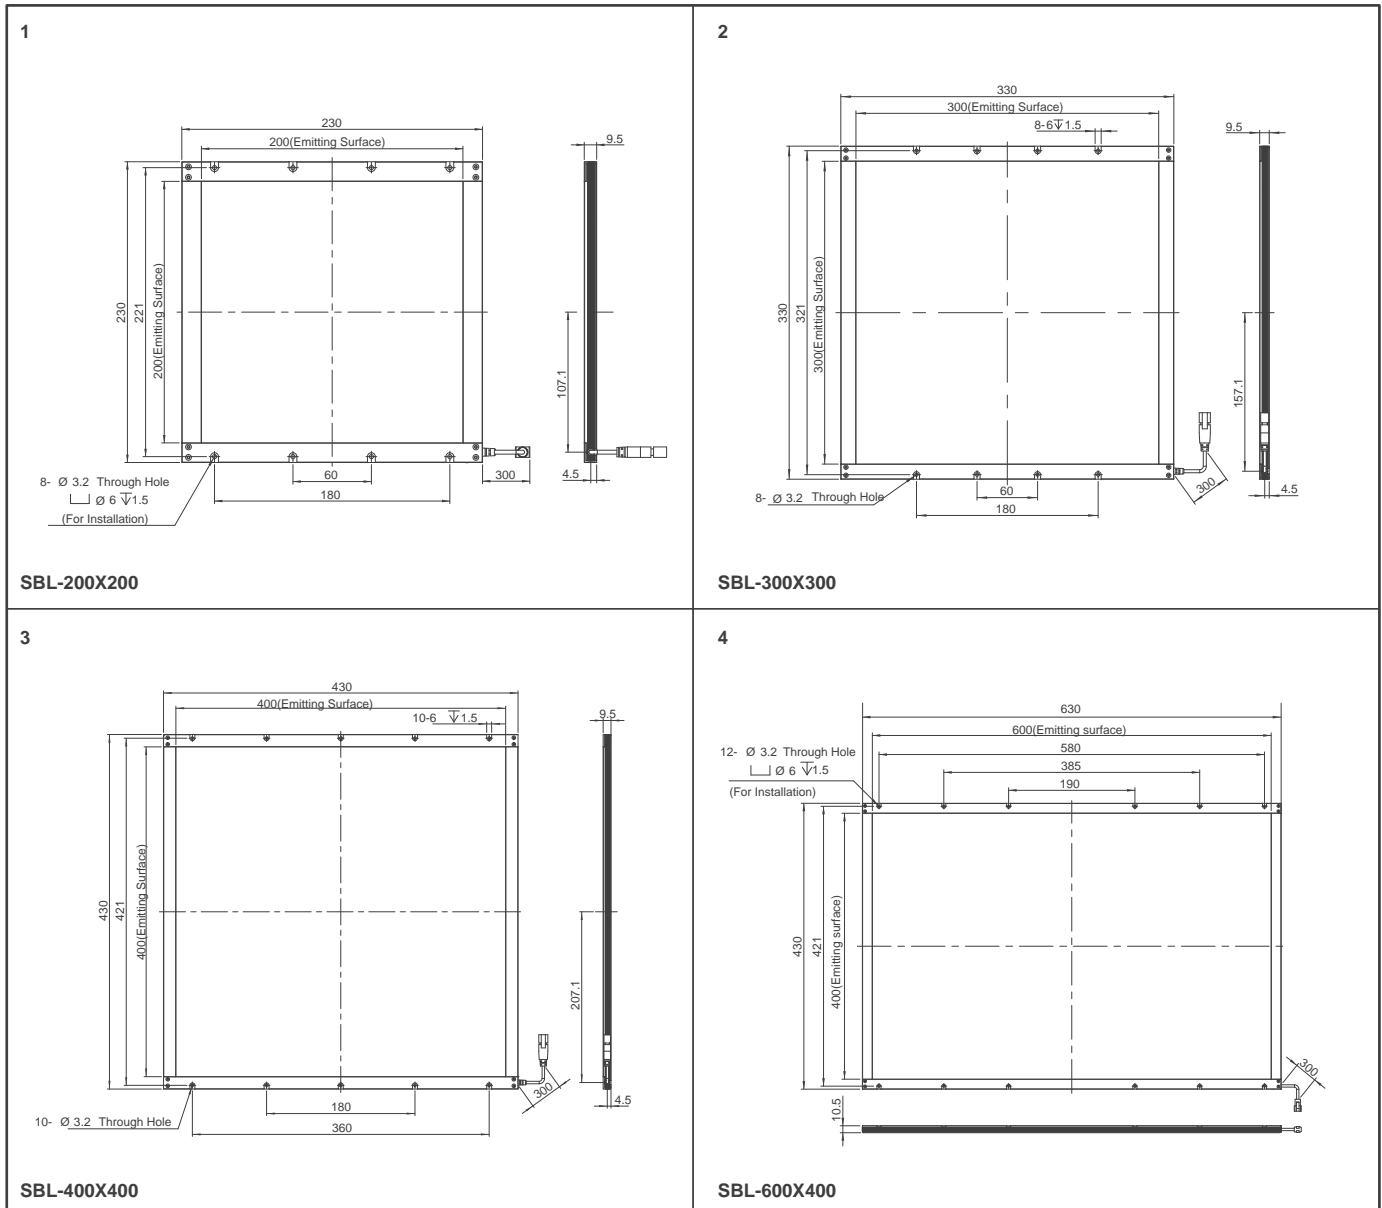 1
230
200(Emitting Surface)
9.5
230
221
200(Emitting Surface)
107.1
60
180
300
4.5
8- Ø 3.2 Through Hole
Ø 6 ↧1.5
(For Installation)
SBL-200X200
2
330
300(Emitting Surface)
8-6↧1.5
9.5
330
321
300(Emitting Surface)
157.1
60
180
300
4.5
8- Ø 3.2 Through Hole
SBL-300X300
3
430
400(Emitting Surface)
10-6 ↧1.5
9.5
430
421
400(Emitting Surface)
207.1
180
360
300
4.5
10- Ø 3.2 Through Hole
SBL-400X400
4
630
600(Emitting surface)
580
385
190
12- Ø 3.2 Through Hole
Ø 6 ↧1.5
(For Installation)
430
421
400(Emitting surface)
300
10.5
SBL-600X400